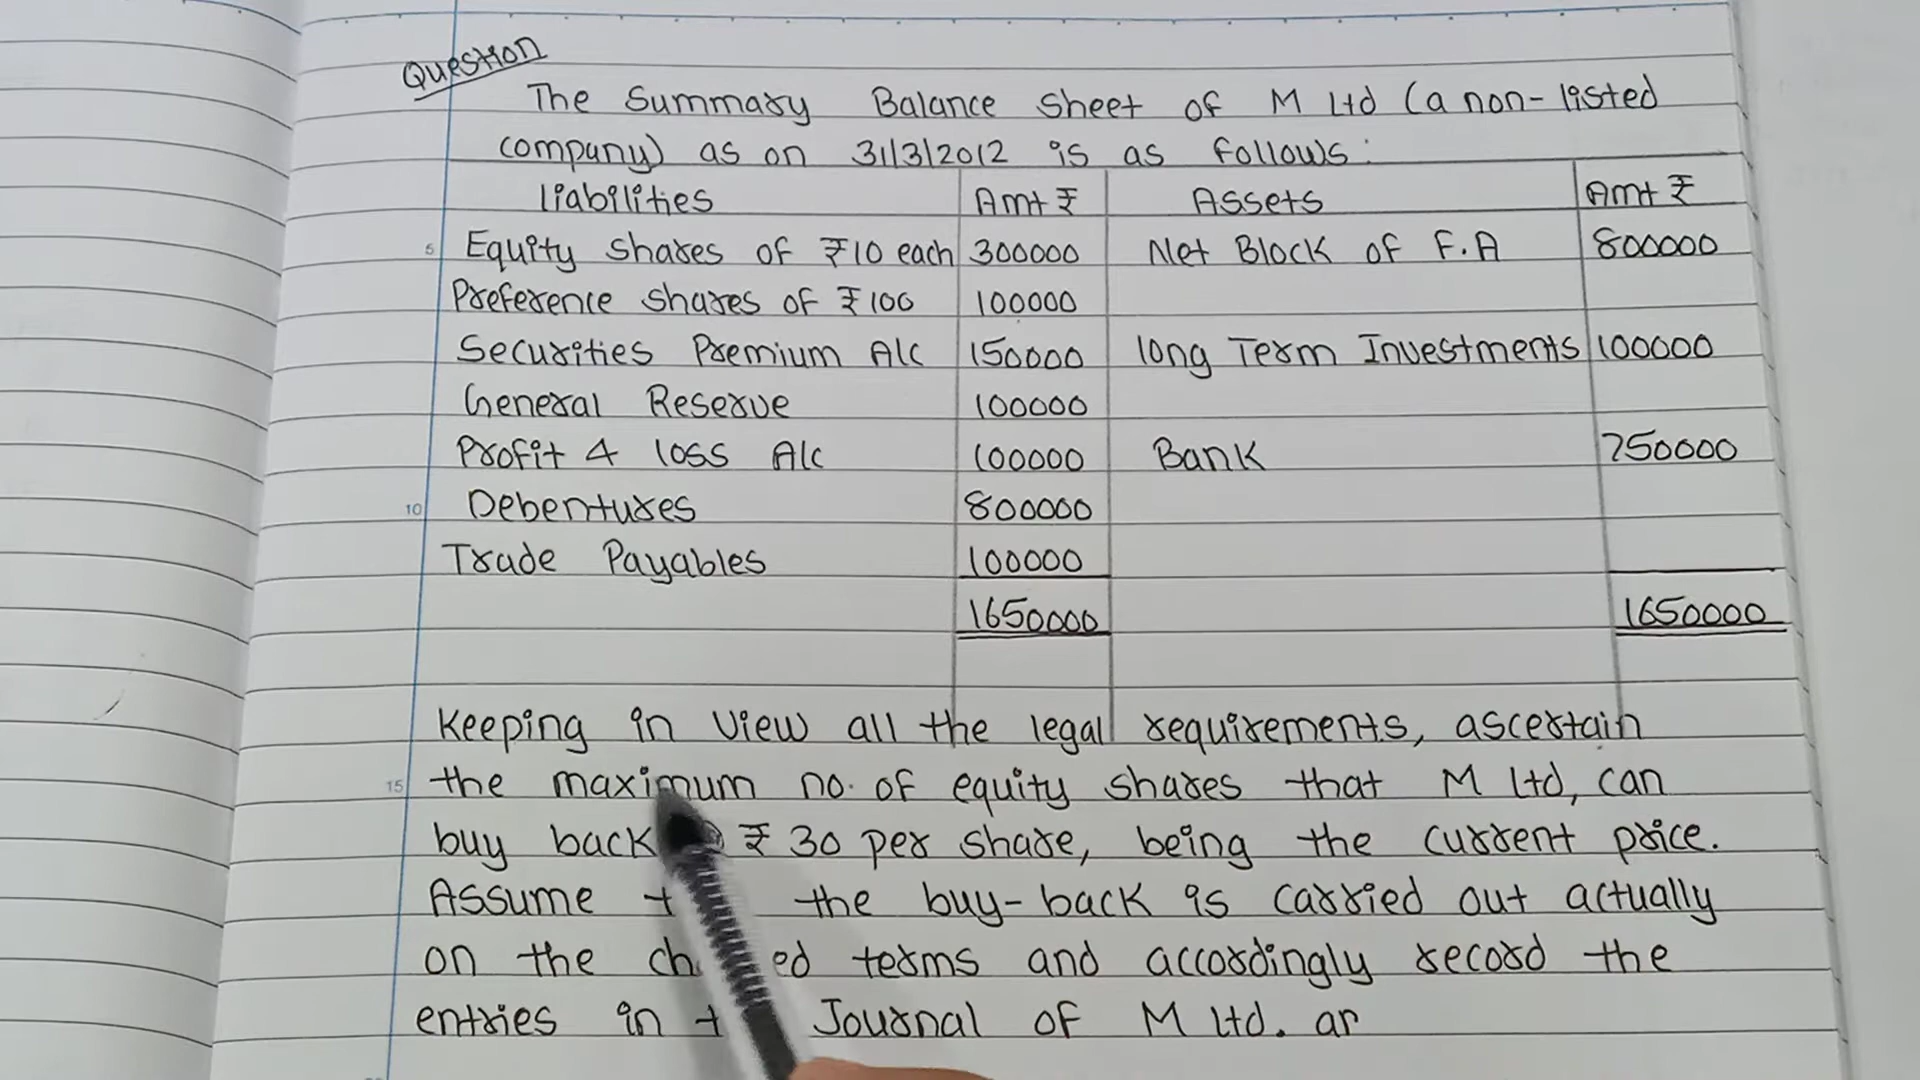 Question
The Summary Balance Sheet of M Ltd (a non-listed
company) as on 31/3/2012 is as follows:
liabilities Amt ₹ Assets Amt ₹
5 Equity shares of ₹10 each 300000 Net Block of F.A 800000
Preference shares of ₹100 100000
Securities Premium A/c 150000 long Term Investments 100000
General Reserve 100000
Profit & loss A/c 100000 Bank 750000
10 Debentures 800000
Trade Payables 100000
1650000 1650000
Keeping in view all the legal requirements, ascertain
15 the maximum no. of equity shares that M Ltd, can
buy back ₹ 30 per share, being the current price.
Assume the buy-back is carried out actually
on the terms and accordingly record the
entries in Journal of M Ltd. an